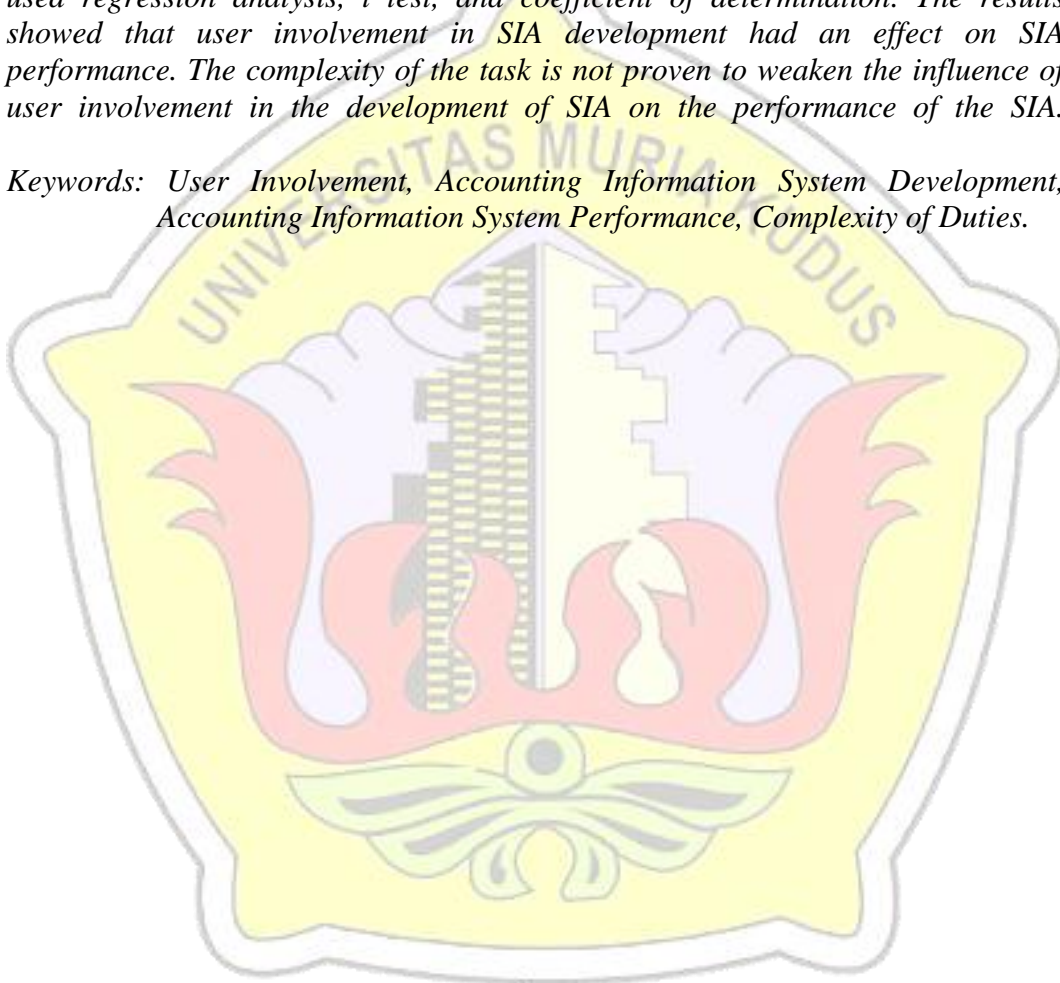 used regression analysis, t test, and coefficient of determination. The results
showed that user involvement in SIA development had an effect on SIA
performance. The complexity of the task is not proven to weaken the influence of
user involvement in the development of SIA on the performance of the SIA.
Keywords: User Involvement, Accounting Information System Development,
Accounting Information System Performance, Complexity of Duties.
UNIVERSITAS MURIA KUDUS